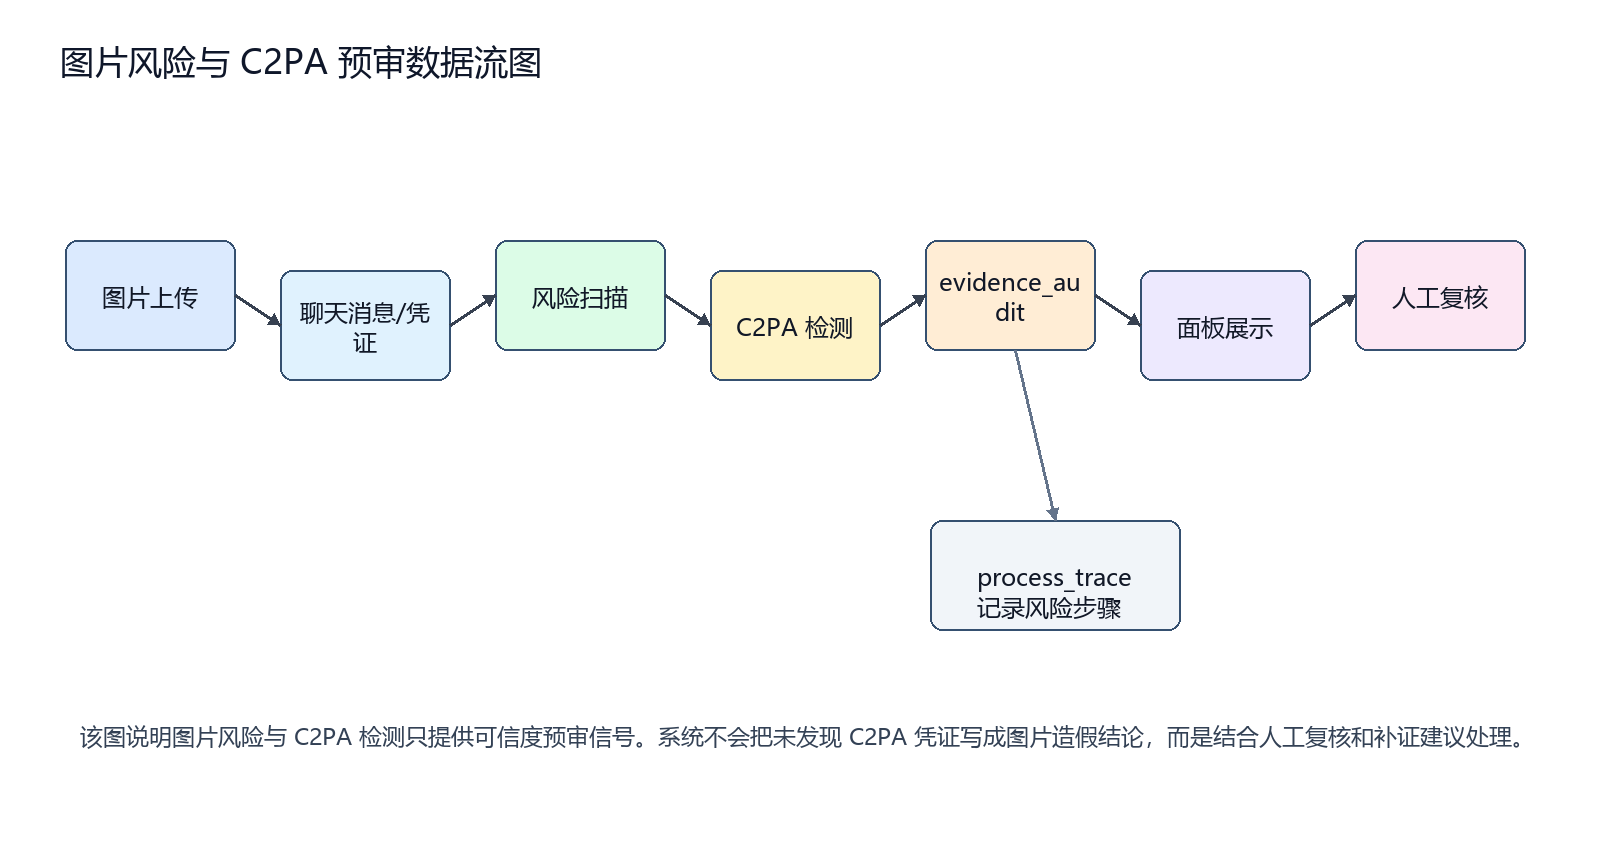 图片风险与 C2PA 预审数据流图
图片上传
聊天消息/凭
证
风险扫描
C2PA 检测
evidence_au
dit
面板展示
人工复核
process_trace
记录风险步骤
该图说明图片风险与 C2PA 检测只提供可信度预审信号。系统不会把未发现 C2PA 凭证写成图片造假结论，而是结合人工复核和补证建议处理。